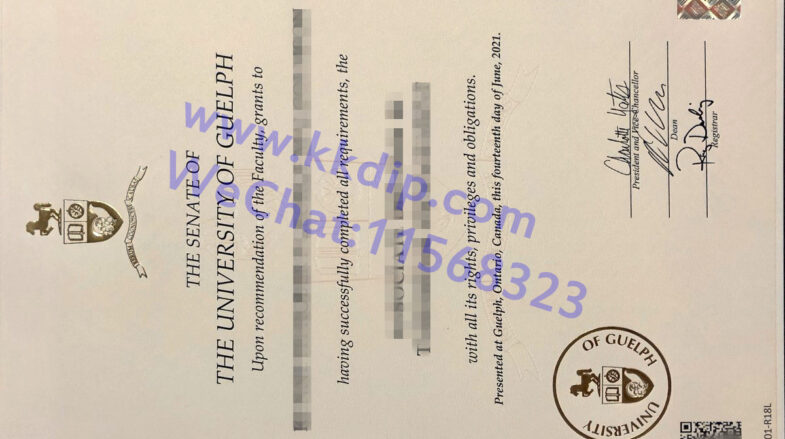 THE SENATE OF
THE UNIVERSITY OF GUELPH
Upon recommendation of the Faculty, grants to
having successfully completed all requirements, the
with all its rights, privileges and obligations.
Presented at Guelph, Ontario, Canada, this fourteenth day of June, 2021.
President and Vice-Chancellor
Dean
Registrar
OF GUELPH
UNIVERSITY
01-R18L
www.kkdip.com
WeChat:11568323